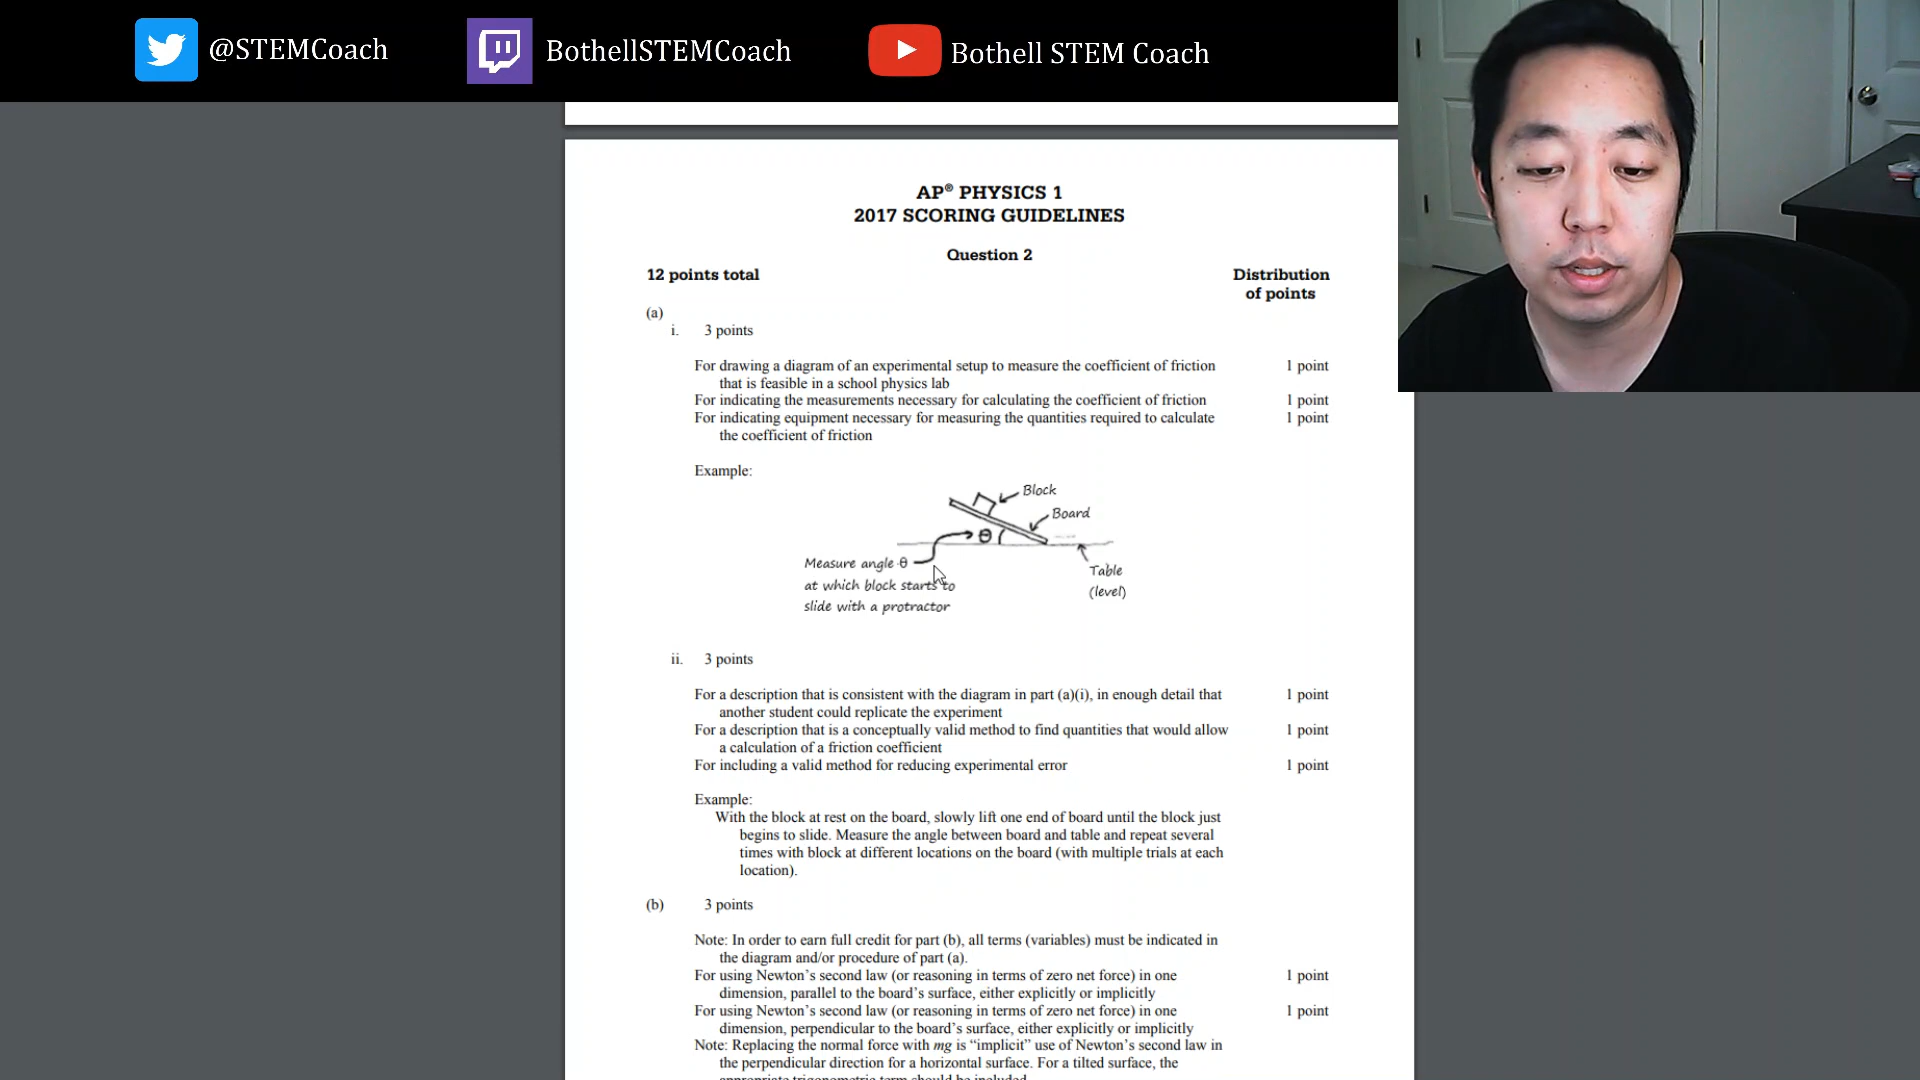 @STEMCoach
BothellSTEMCoach
Bothell STEM Coach
AP® PHYSICS 1
2017 SCORING GUIDELINES
Question 2
12 points total
Distribution
of points
(a)
i. 3 points
For drawing a diagram of an experimental setup to measure the coefficient of friction 1 point
that is feasible in a school physics lab
For indicating the measurements necessary for calculating the coefficient of friction 1 point
For indicating equipment necessary for measuring the quantities required to calculate 1 point
the coefficient of friction
Example:
Block
Board
θ
Measure angle θ
at which block starts to
slide with a protractor
Table
(level)
ii. 3 points
For a description that is consistent with the diagram in part (a)(i), in enough detail that 1 point
another student could replicate the experiment
For a description that is a conceptually valid method to find quantities that would allow 1 point
a calculation of a friction coefficient
For including a valid method for reducing experimental error 1 point
Example:
With the block at rest on the board, slowly lift one end of board until the block just
begins to slide. Measure the angle between board and table and repeat several
times with block at different locations on the board (with multiple trials at each
location).
(b) 3 points
Note: In order to earn full credit for part (b), all terms (variables) must be indicated in
the diagram and/or procedure of part (a).
For using Newton's second law (or reasoning in terms of zero net force) in one 1 point
dimension, parallel to the board's surface, either explicitly or implicitly
For using Newton's second law (or reasoning in terms of zero net force) in one 1 point
dimension, perpendicular to the board's surface, either explicitly or implicitly
Note: Replacing the normal force with mg is "implicit" use of Newton's second law in
the perpendicular direction for a horizontal surface. For a tilted surface, the
appropriate trigonometric term should be included.